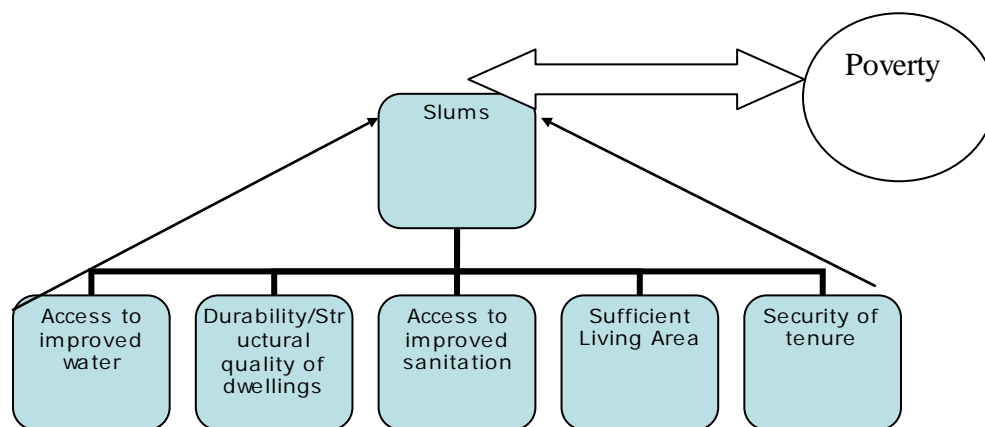 Poverty
Slums
Access to
improved
water
Durability/Str
uctural
quality of
dwellings
Access to
improved
sanitation
Sufficient
Living Area
Security of
tenure